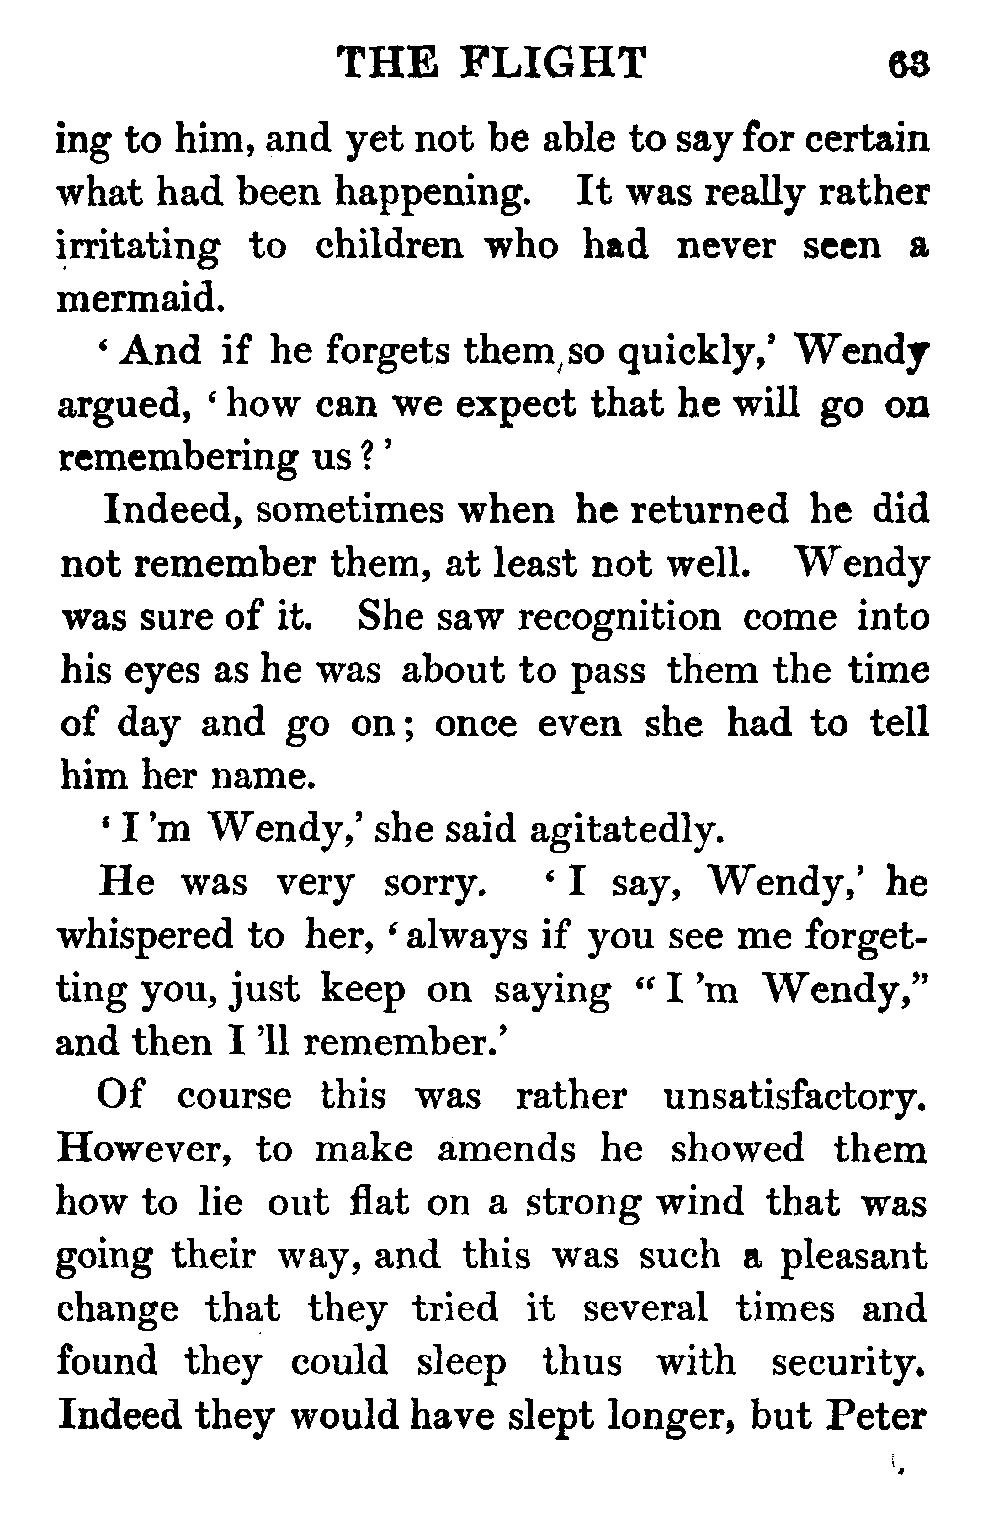 THE FLIGHT 63
ing to him, and yet not be able to say for certain
what had been happening. It was really rather
irritating to children who had never seen a
mermaid.
‘And if he forgets them so quickly,’ Wendy
argued, ‘how can we expect that he will go on
remembering us?’
Indeed, sometimes when he returned he did
not remember them, at least not well. Wendy
was sure of it. She saw recognition come into
his eyes as he was about to pass them the time
of day and go on; once even she had to tell
him her name.
‘I’m Wendy,’ she said agitatedly.
He was very sorry. ‘I say, Wendy,’ he
whispered to her, ‘always if you see me forget-
ting you, just keep on saying “I’m Wendy,”
and then I’ll remember.’
Of course this was rather unsatisfactory.
However, to make amends he showed them
how to lie out flat on a strong wind that was
going their way, and this was such a pleasant
change that they tried it several times and
found they could sleep thus with security.
Indeed they would have slept longer, but Peter